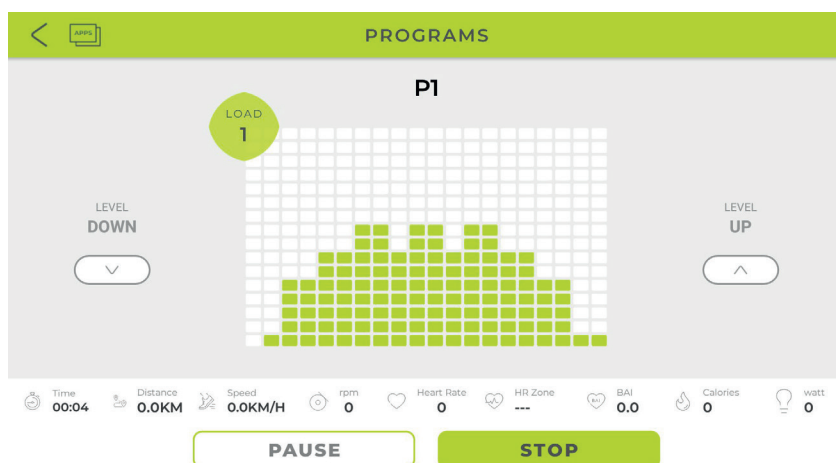 APPS
PROGRAMS
P1
LOAD
1
LEVEL
DOWN
LEVEL
UP
Time
00:04
Distance
0.0KM
Speed
0.0KM/H
rpm
0
Heart Rate
0
HR Zone
---
BAI
BAI
0.0
Calories
0
watt
0
PAUSE
STOP